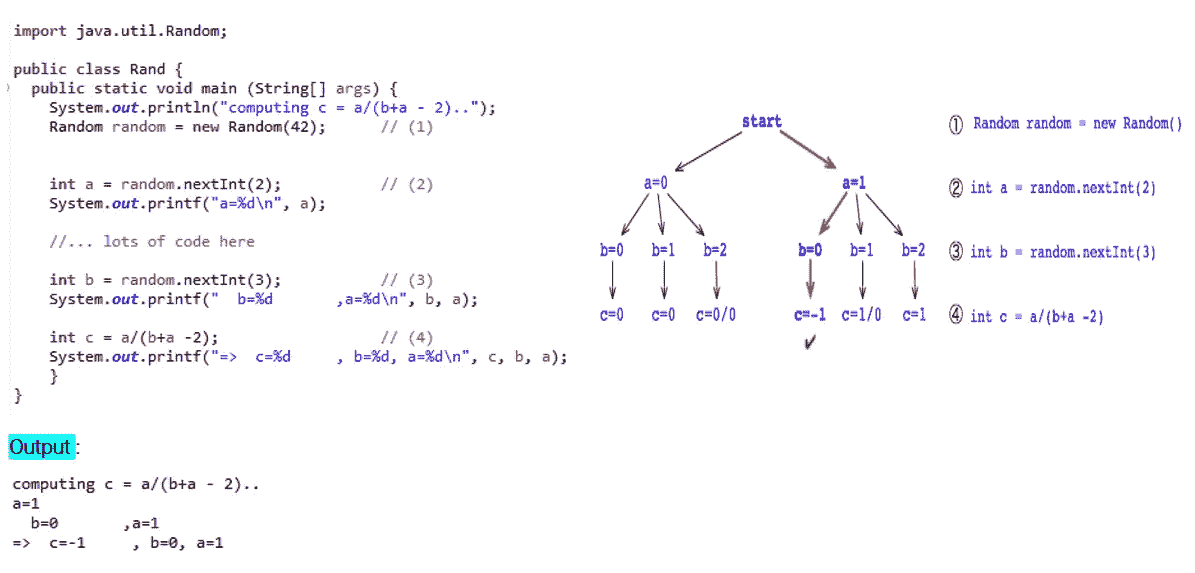 import java.util.Random;
public class Rand {
public static void main (String[] args) {
System.out.println("computing c = a/(b+a - 2)..");
Random random = new Random(42); // (1)
int a = random.nextInt(2); // (2)
System.out.printf("a=%d\n", a);
//... lots of code here
int b = random.nextInt(3); // (3)
System.out.printf("  b=%d       ,a=%d\n", b, a);
int c = a/(b+a -2); // (4)
System.out.printf("=>  c=%d     , b=%d, a=%d\n", c, b, a);
}
}
Output:
computing c = a/(b+a - 2)..
a=1
b=0 ,a=1
=> c=-1 , b=0, a=1
start
① Random random = new Random()
a=0 a=1
② int a = random.nextInt(2)
b=0 b=1 b=2 b=0 b=1 b=2
③ int b = random.nextInt(3)
c=0 c=0 c=0/0 c=-1 c=1/0 c=1
④ int c = a/(b+a -2)